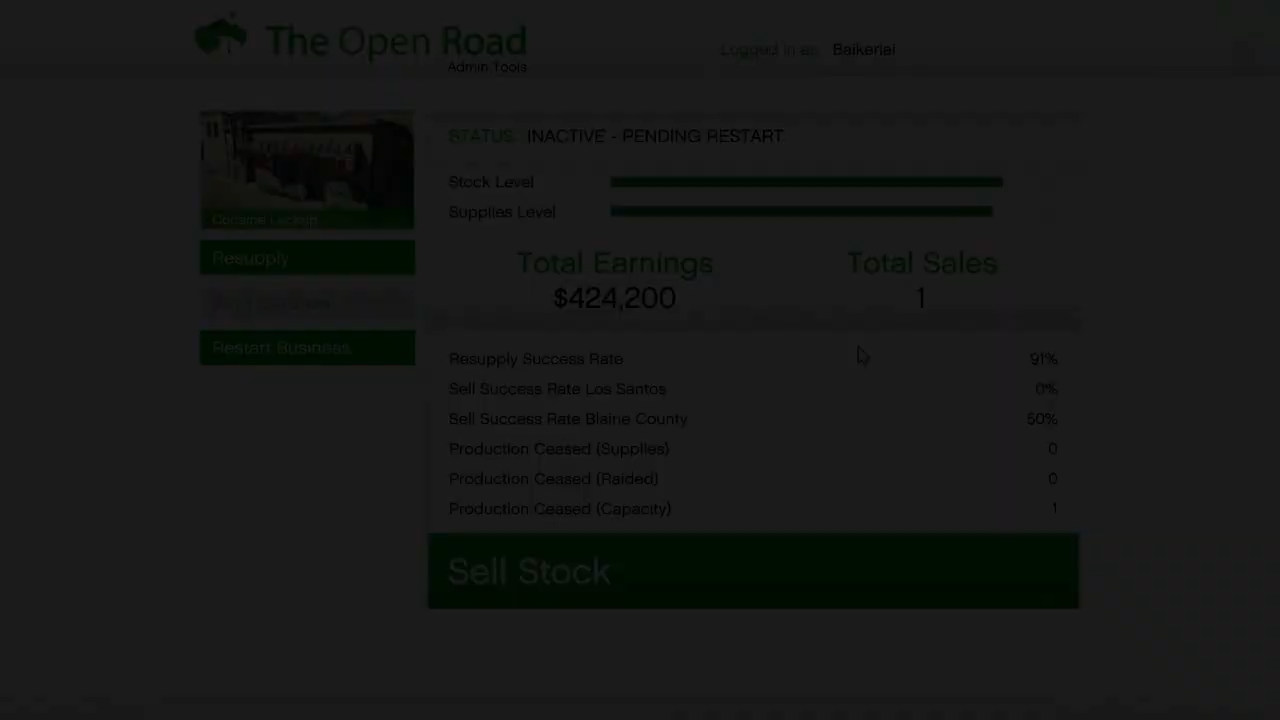 The Open Road
Admin Tools
Logged in as Baikerlai
STATUS: INACTIVE - PENDING RESTART
Cocaine Lockup
Stock Level
Supplies Level
Resupply
Restart Business
Total Earnings
$424,200
Total Sales
1
Resupply Success Rate 91%
Sell Success Rate Los Santos 0%
Sell Success Rate Blaine County 50%
Production Ceased (Supplies) 0
Production Ceased (Raided) 0
Production Ceased (Capacity) 1
Sell Stock